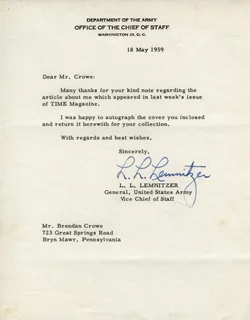 DEPARTMENT OF THE ARMY
OFFICE OF THE CHIEF OF STAFF
WASHINGTON 25, D. C.
18 May 1959
Dear Mr. Crowe:
Many thanks for your kind note regarding the
article about me which appeared in last week's issue
of TIME Magazine.
I was happy to autograph the cover you inclosed
and return it herewith for your collection.
With regards and best wishes,
Sincerely,
L. L. Lemnitzer
L. L. LEMNITZER
General, United States Army
Vice Chief of Staff
Mr. Brendan Crowe
723 Great Springs Road
Bryn Mawr, Pennsylvania